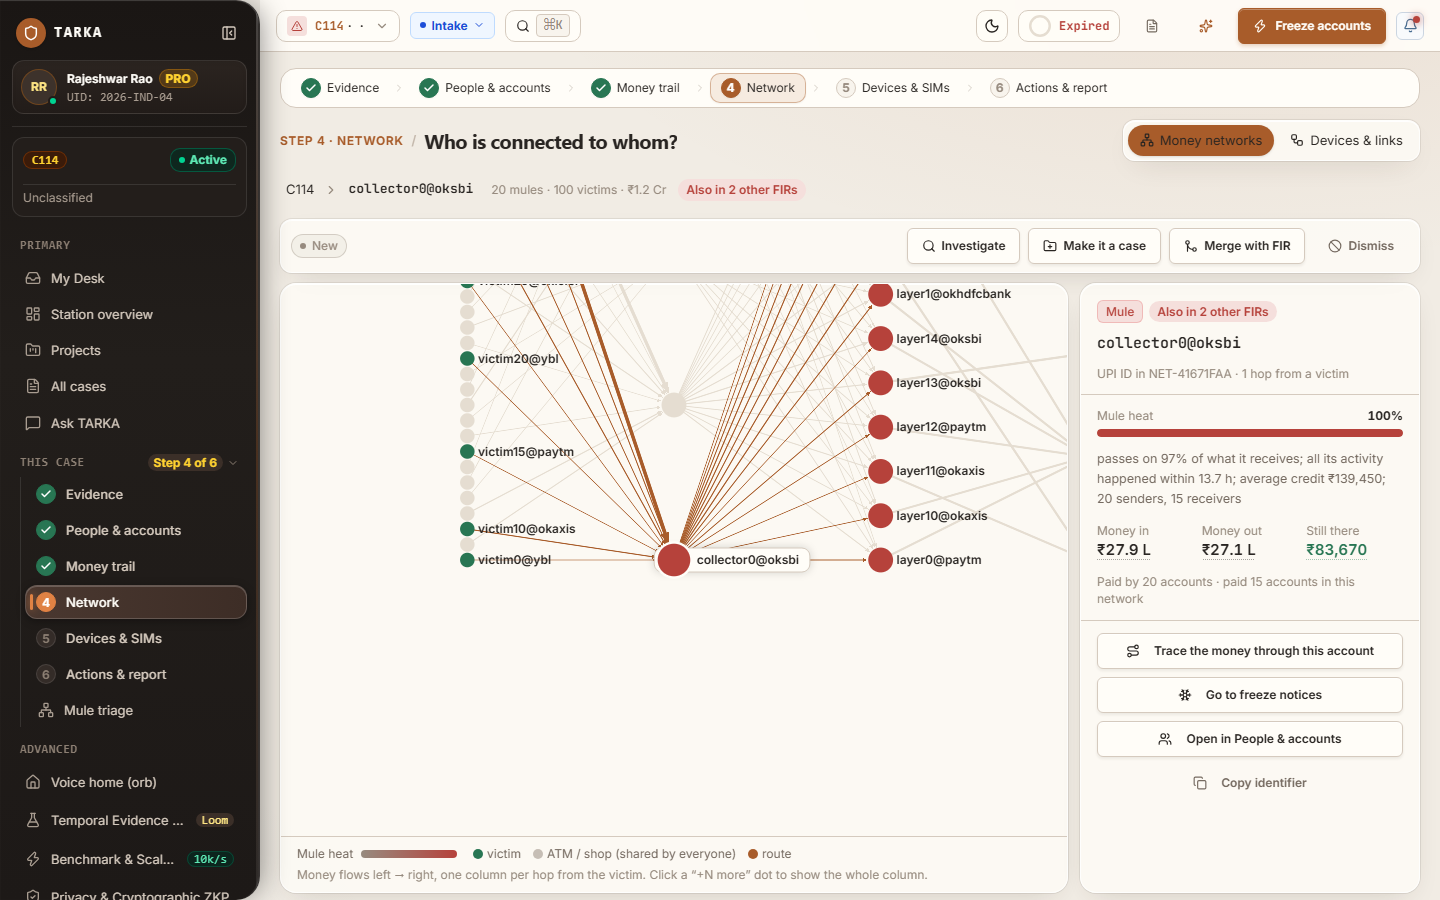 TARKA
RR
Rajeshwar Rao PRO
UID: 2026-IND-04
C114 Active
Unclassified
PRIMARY
My Desk
Station overview
Projects
All cases
Ask TARKA
THIS CASE Step 4 of 6
Evidence
People & accounts
Money trail
4 Network
5 Devices & SIMs
6 Actions & report
Mule triage
ADVANCED
Voice home (orb)
Temporal Evidence ... Loom
Benchmark & Scal... 10k/s
Privacy & Cryptographic ZKP
C114 · · Intake ⌘K Expired Freeze accounts
Evidence People & accounts Money trail 4 Network 5 Devices & SIMs 6 Actions & report
STEP 4 · NETWORK / Who is connected to whom?
Money networks Devices & links
C114 > collector0@oksbi 20 mules · 100 victims · ₹1.2 Cr Also in 2 other FIRs
New Investigate Make it a case Merge with FIR Dismiss
layer1@okhdfcbank
layer14@oksbi
victim20@ybl
layer13@oksbi
layer12@paytm
victim15@paytm
layer11@okaxis
layer10@okaxis
victim10@okaxis
victim0@ybl collector0@oksbi layer0@paytm
Mule heat victim ATM / shop (shared by everyone) route
Money flows left → right, one column per hop from the victim. Click a “+N more” dot to show the whole column.
Mule Also in 2 other FIRs
collector0@oksbi
UPI ID in NET-41671FAA · 1 hop from a victim
Mule heat 100%
passes on 97% of what it receives; all its activity
happened within 13.7 h; average credit ₹139,450;
20 senders, 15 receivers
Money in Money out Still there
₹27.9 L ₹27.1 L ₹83,670
Paid by 20 accounts · paid 15 accounts in this
network
Trace the money through this account
Go to freeze notices
Open in People & accounts
Copy identifier